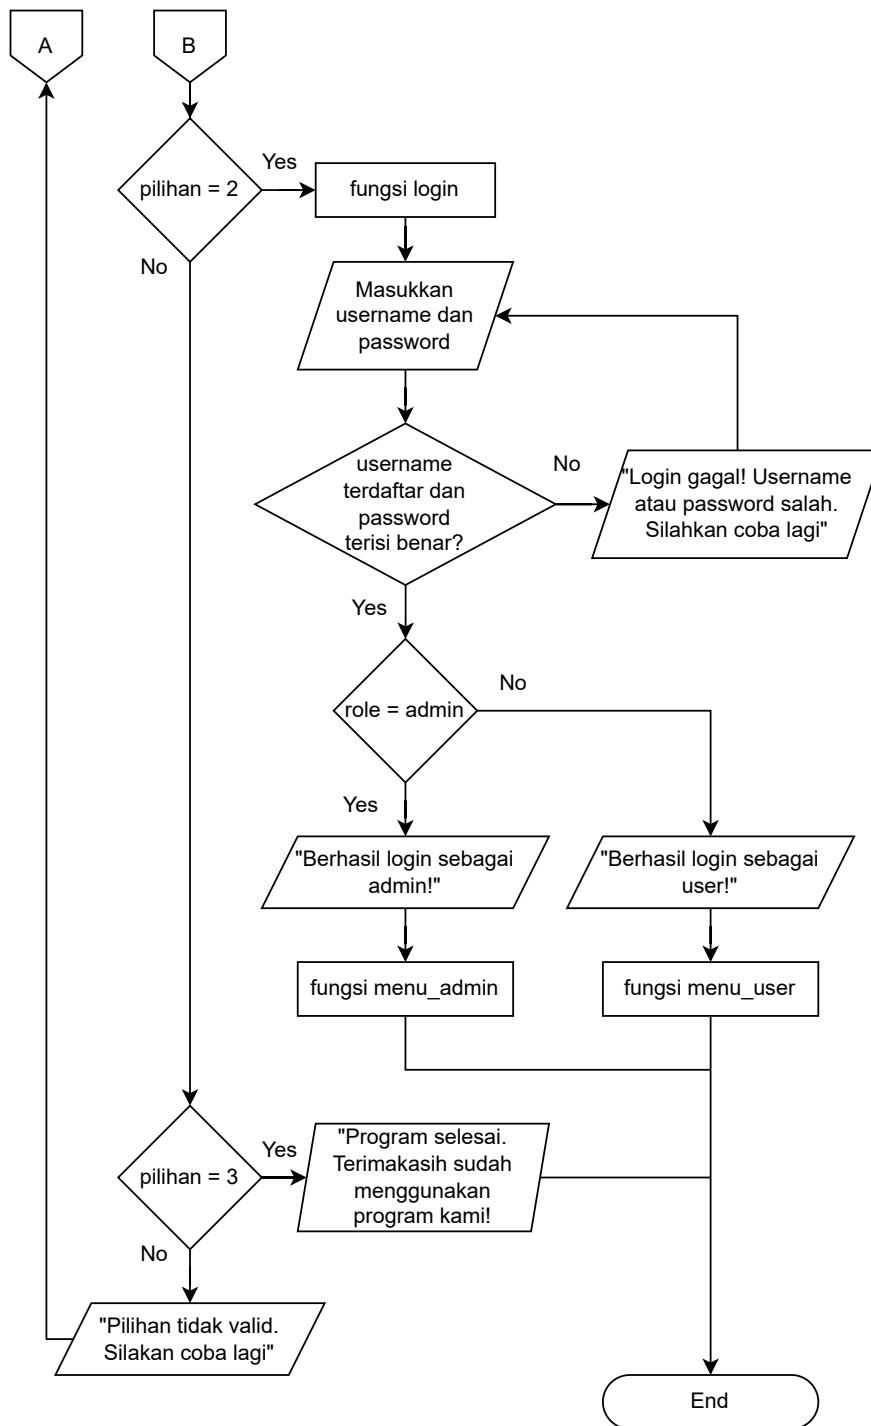 A
B
pilihan = 2
Yes
fungsi login
No
Masukkan
username dan
password
username
terdaftar dan
password
terisi benar?
No
"Login gagal! Username
atau password salah.
Silahkan coba lagi"
Yes
role = admin
No
Yes
"Berhasil login sebagai
admin!"
"Berhasil login sebagai
user!"
fungsi menu_admin
fungsi menu_user
pilihan = 3
Yes
"Program selesai.
Terimakasih sudah
menggunakan
program kami!
No
"Pilihan tidak valid.
Silakan coba lagi"
End